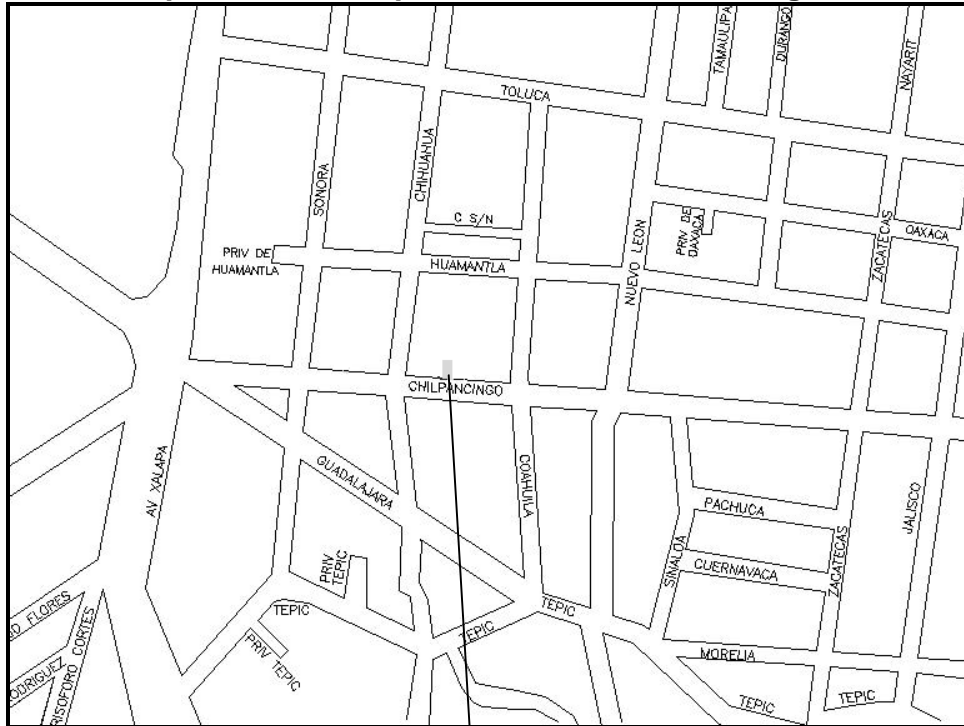 TAMAULIPA
DURANGO
NAYARIT
TOLUCA
SONORA
CHIHUAHUA
C S/N
PRIV DE
HUAMANTLA
HUAMANTLA
NUEVO LEON
PRIV DE
OAXACA
ZACATECAS
OAXACA
CHILPANCINGO
AV XALAPA
GUADALAJARA
COAHUILA
PACHUCA
JALISCO
SINALOA
CUERNAVACA
ZACATECAS
PRIV
TEPIC
TEPIC
TEPIC
TEPIC
PRIV TEPIC
MORELIA
TEPIC
TEPIC
FLORES
RODRIGUEZ
RISOFORO CORTES